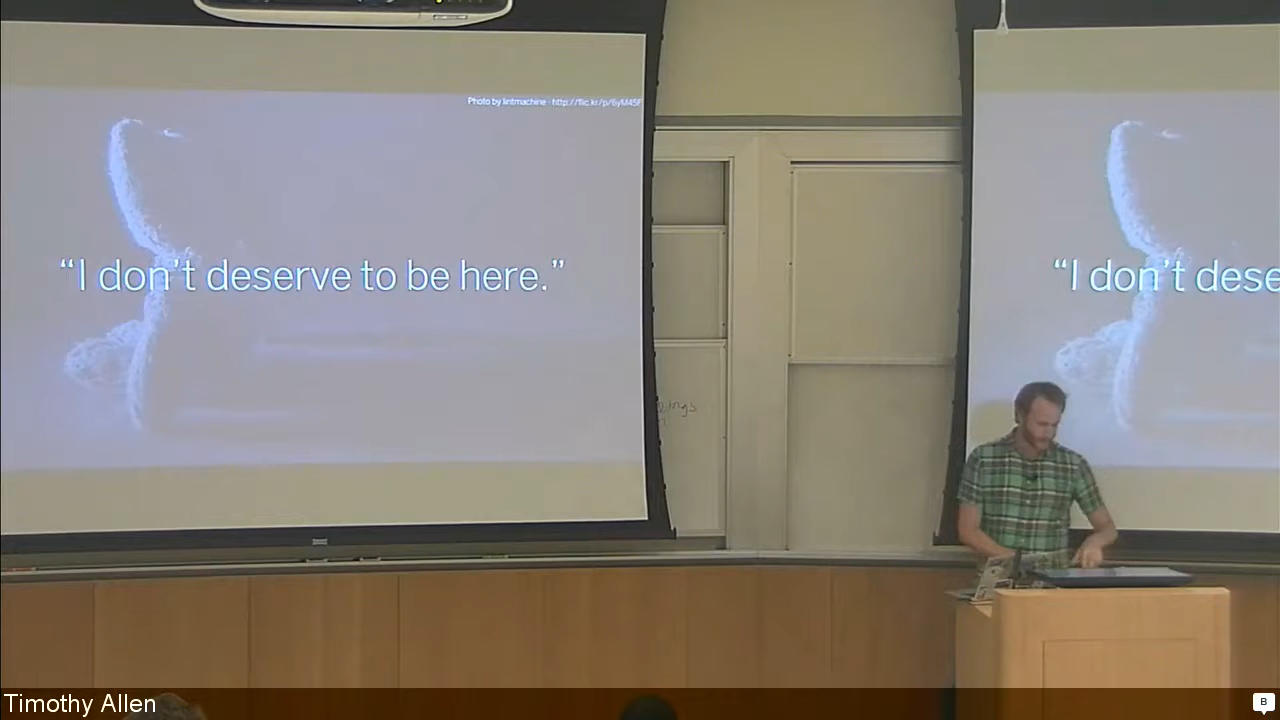 Photo by lintmachine - http://flic.kr/p/6yM45F
“I don’t deserve to be here.”
“I don’t dese
Timothy Allen
B